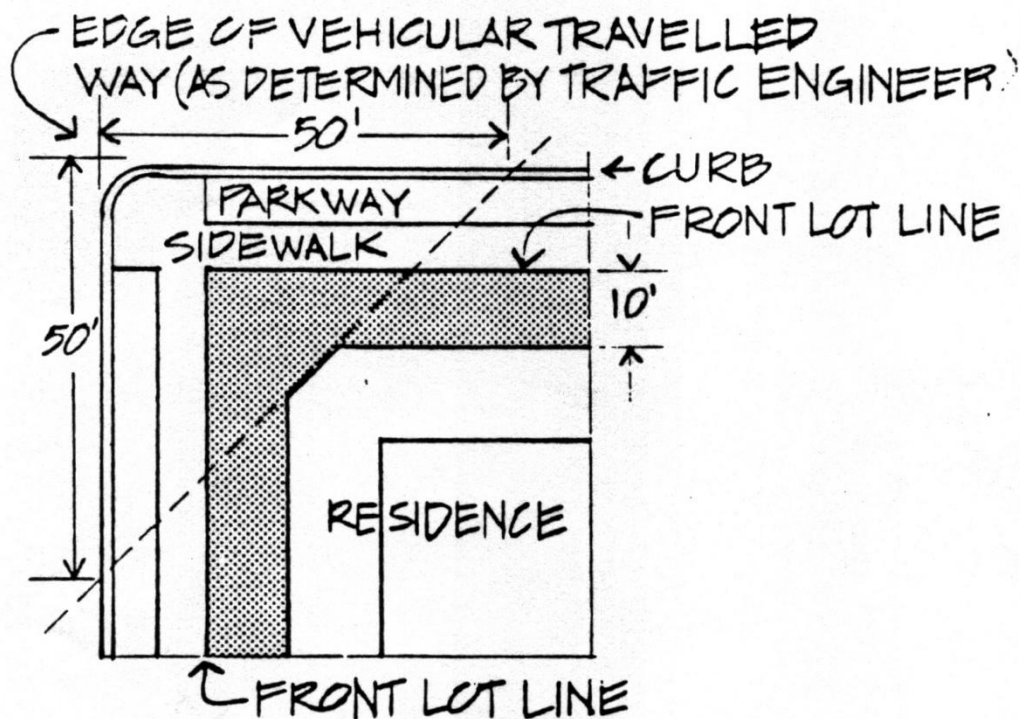 EDGE OF VEHICULAR TRAVELLED
WAY (AS DETERMINED BY TRAFFIC ENGINEER)
50'
CURB
PARKWAY
FRONT LOT LINE
SIDEWALK
10'
50'
RESIDENCE
FRONT LOT LINE